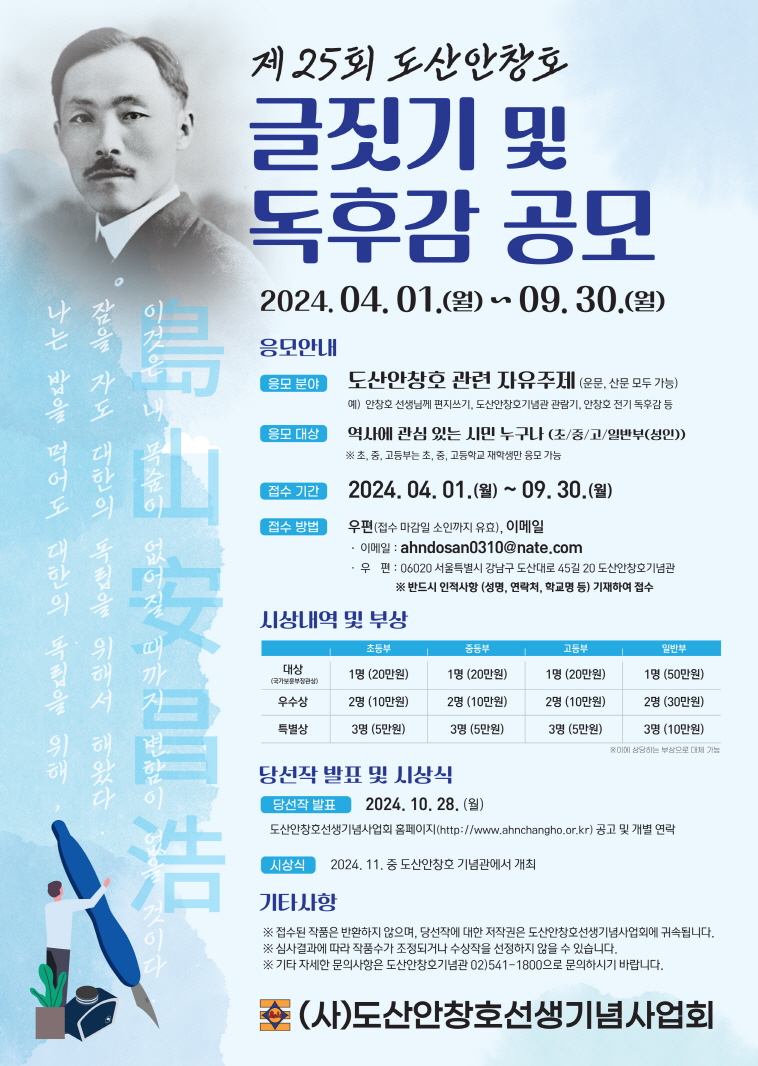 제 25회 도산안창호
글짓기 및
독후감 공모
2024. 04. 01.(월) ~ 09. 30.(월)
나는 밥을 먹어도 대한의 독립을 위해,
잠을 자도 대한의 독립을 위해서 해왔다.
이것은 내 목숨이 없어질 때까지 변함이 없을 것이다.
島山安昌浩
응모안내
응모 분야 도산안창호 관련 자유주제 (운문, 산문 모두 가능)
예) 안창호 선생님께 편지쓰기, 도산안창호기념관 관람기, 안창호 전기 독후감 등
응모 대상 역사에 관심 있는 시민 누구나 (초/중/고/일반부(성인))
※ 초, 중, 고등부는 초, 중, 고등학교 재학생만 응모 가능
접수 기간 2024. 04. 01.(월) ~ 09. 30.(월)
접수 방법 우편(접수 마감일 소인까지 유효), 이메일
· 이메일 : ahndosan0310@nate.com
· 우 편 : 06020 서울특별시 강남구 도산대로 45길 20 도산안창호기념관
※ 반드시 인적사항 (성명, 연락처, 학교명 등) 기재하여 접수
시상내역 및 부상
초등부 중등부 고등부 일반부
대상 1명 (20만원) 1명 (20만원) 1명 (20만원) 1명 (50만원)
(국가보훈부장관상)
우수상 2명 (10만원) 2명 (10만원) 2명 (10만원) 2명 (30만원)
특별상 3명 (5만원) 3명 (5만원) 3명 (5만원) 3명 (10만원)
※이에 상당하는 부상으로 대체 가능
당선작 발표 및 시상식
당선작 발표 2024. 10. 28. (월)
도산안창호선생기념사업회 홈페이지(http://www.ahnchangho.or.kr) 공고 및 개별 연락
시상식 2024. 11. 중 도산안창호 기념관에서 개최
기타사항
※ 접수된 작품은 반환하지 않으며, 당선작에 대한 저작권은 도산안창호선생기념사업회에 귀속됩니다.
※ 심사결과에 따라 작품수가 조정되거나 수상작을 선정하지 않을 수 있습니다.
※ 기타 자세한 문의사항은 도산안창호기념관 02)541-1800으로 문의하시기 바랍니다.
(사)도산안창호선생기념사업회